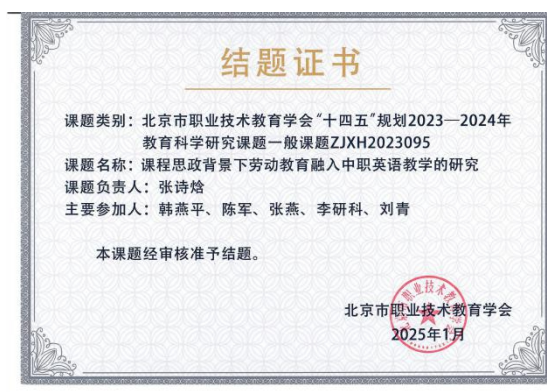 结题证书
课题类别：北京市职业技术教育学会“十四五”规划2023—2024年
教育科学研究课题一般课题ZJXH2023095
课题名称：课程思政背景下劳动教育融入中职英语教学的研究
课题负责人：张诗焓
主要参加人：韩燕平、陈军、张燕、李研科、刘青
本课题经审核准予结题。
北京市职业技术教育学会
2025年1月